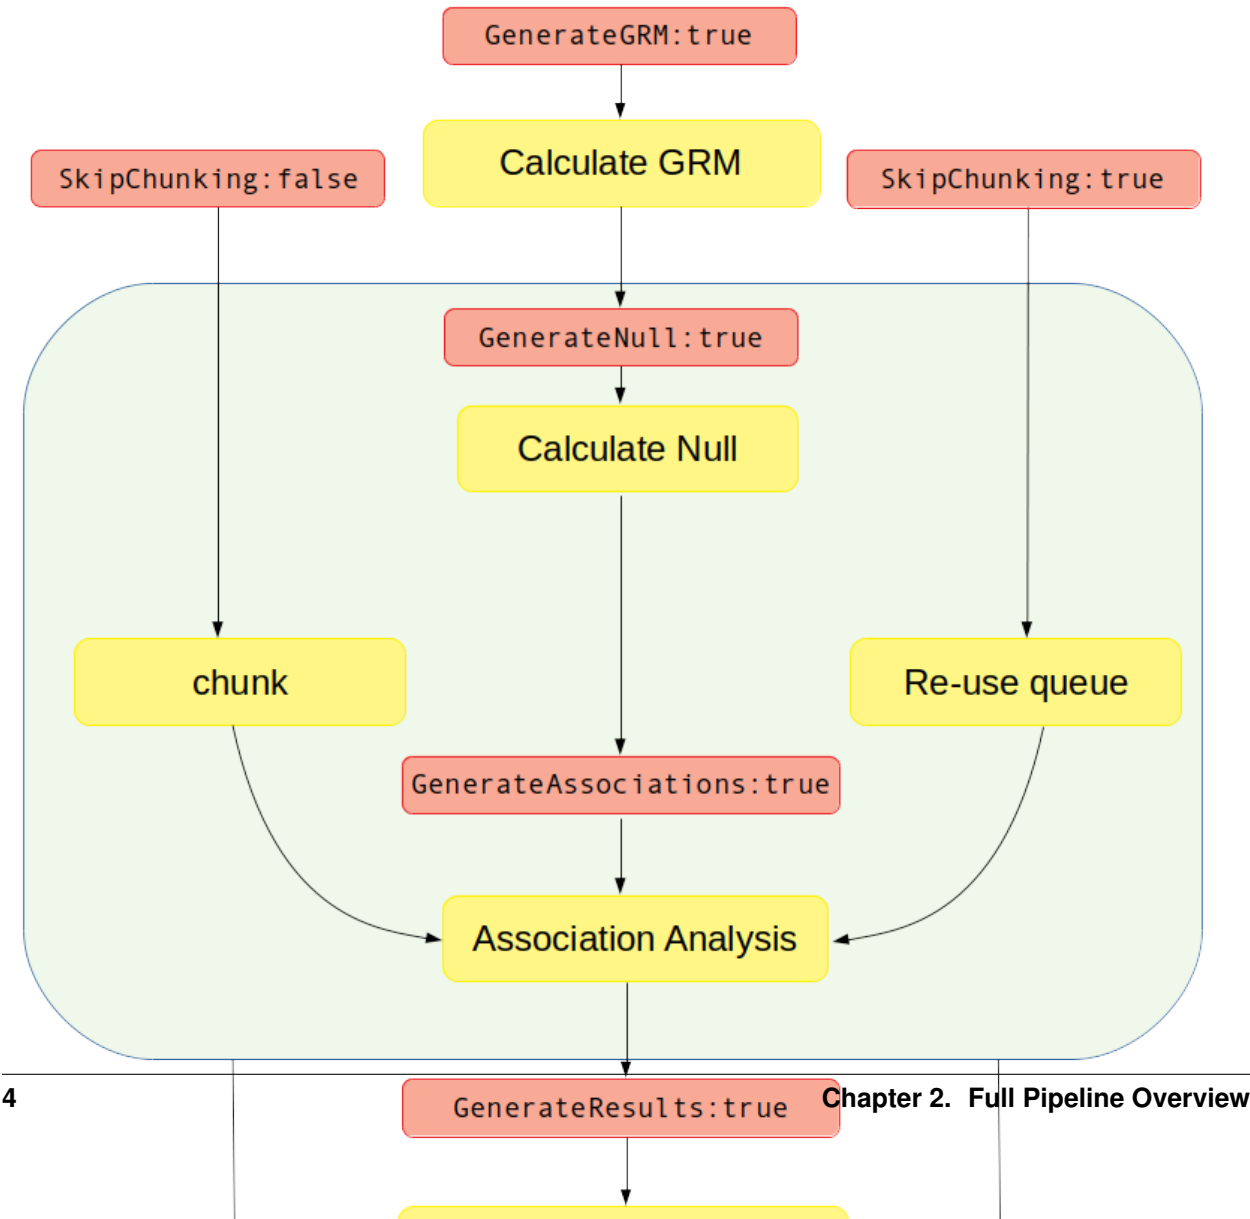 GenerateGRM:true
Calculate GRM
SkipChunking:false
SkipChunking:true
GenerateNull:true
Calculate Null
chunk
Re-use queue
GenerateAssociations:true
Association Analysis
4
Chapter 2. Full Pipeline Overview
GenerateResults:true